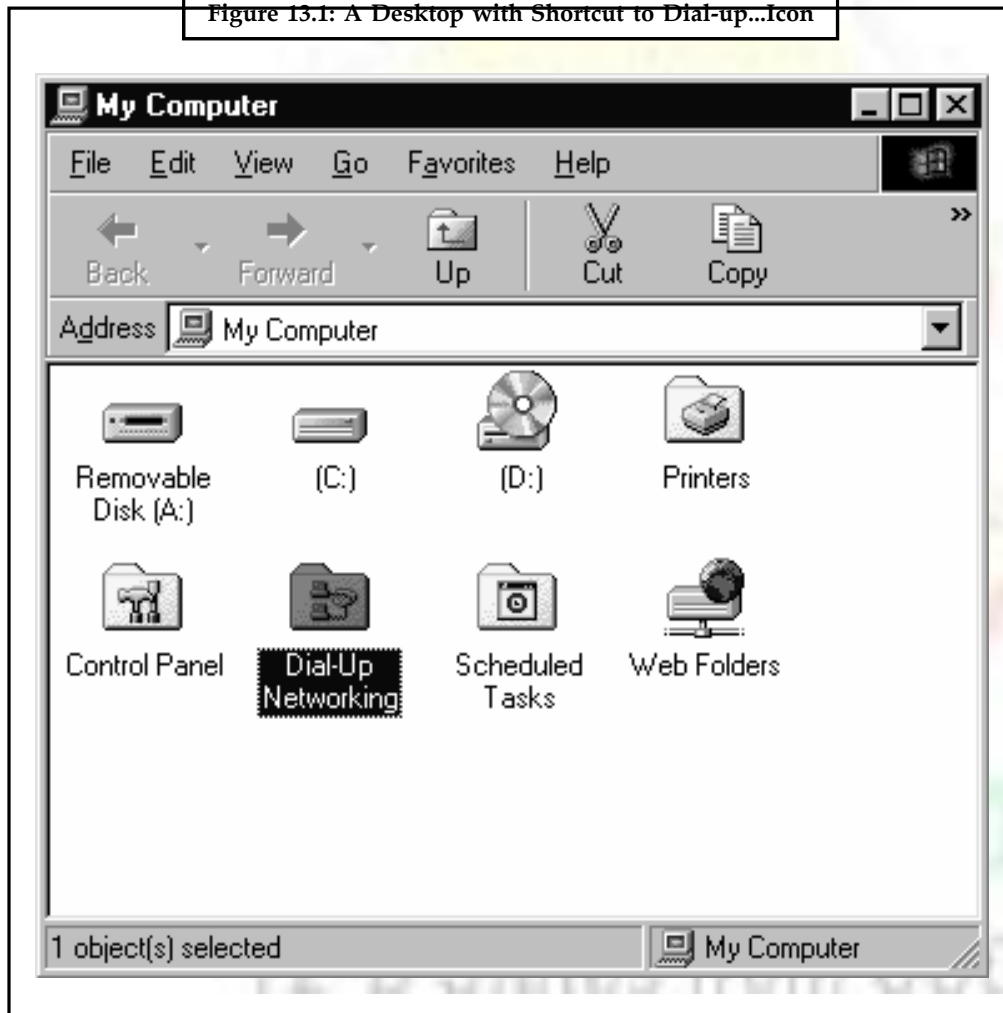 Figure 13.1: A Desktop with Shortcut to Dial-up...Icon
My Computer
File Edit View Go Favorites Help
Back Forward Up Cut Copy »
Address My Computer
Removable Disk (A:)
(C:)
(D:)
Printers
Control Panel
Dial-Up Networking
Scheduled Tasks
Web Folders
1 object(s) selected My Computer